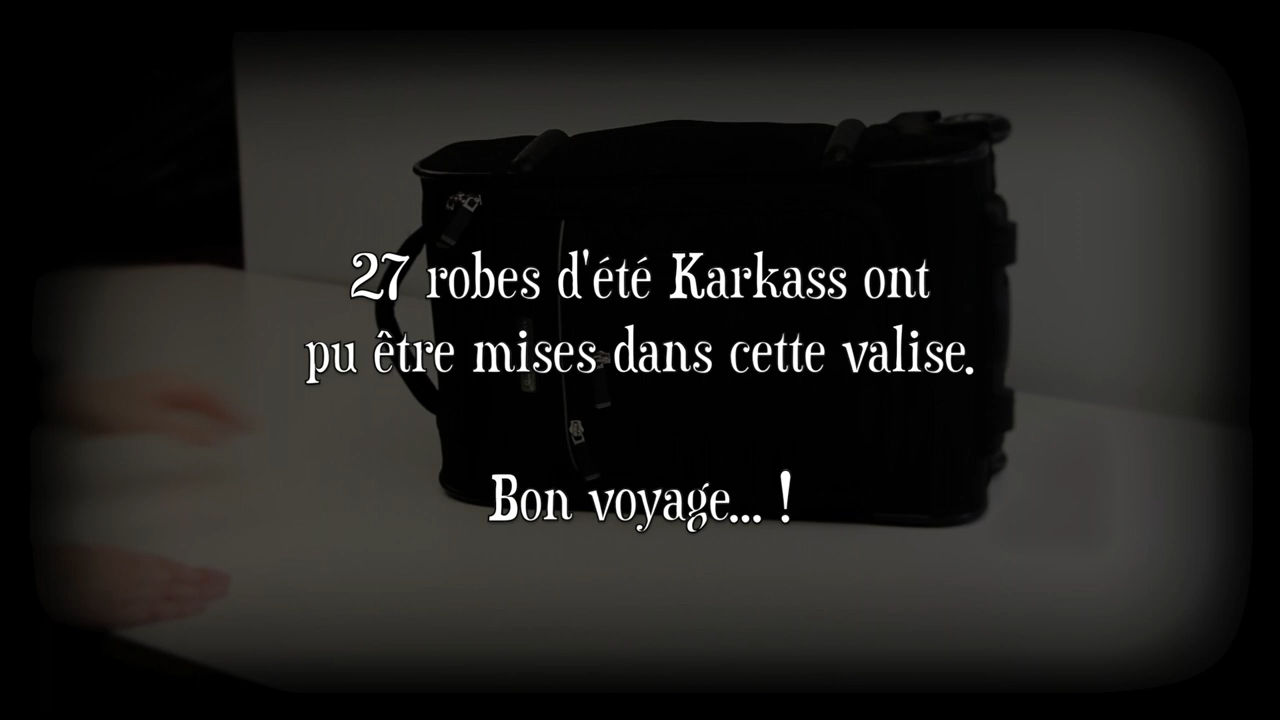 27 robes d'été Karkass ont
pu être mises dans cette valise.
Bon voyage... !